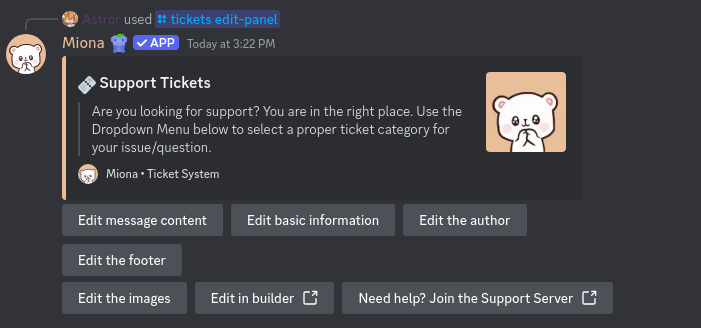 Astror used tickets edit-panel
Miona APP Today at 3:22 PM
Support Tickets
Are you looking for support? You are in the right place. Use the
Dropdown Menu below to select a proper ticket category for
your issue/question.
Miona • Ticket System
Edit message content Edit basic information Edit the author
Edit the footer
Edit the images Edit in builder Need help? Join the Support Server